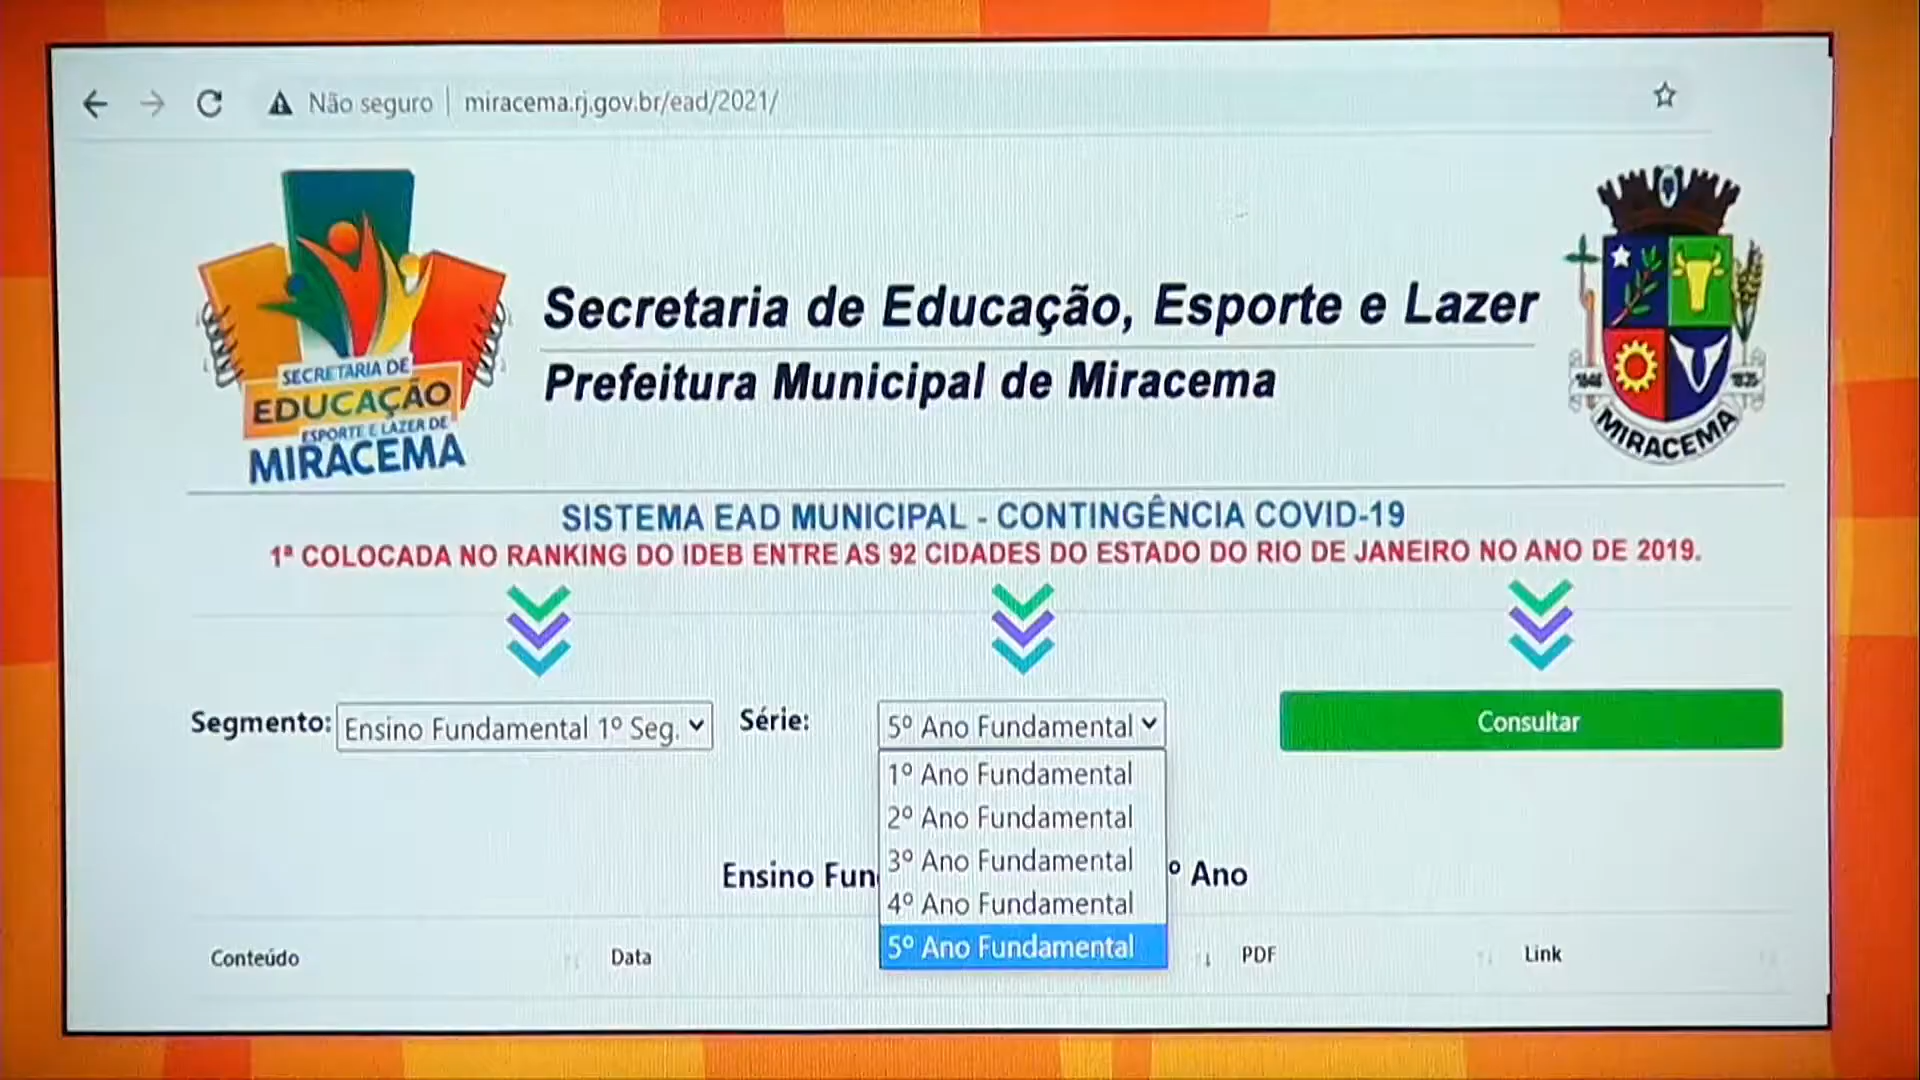 Não seguro | miracema.rj.gov.br/ead/2021/
SECRETARIA DE
EDUCAÇÃO
ESPORTE E LAZER DE
MIRACEMA
Secretaria de Educação, Esporte e Lazer
Prefeitura Municipal de Miracema
MIRACEMA
SISTEMA EAD MUNICIPAL - CONTINGÊNCIA COVID-19
1ª COLOCADA NO RANKING DO IDEB ENTRE AS 92 CIDADES DO ESTADO DO RIO DE JANEIRO NO ANO DE 2019.
Segmento: Ensino Fundamental 1º Seg. Série: 5º Ano Fundamental Consultar
1º Ano Fundamental
2º Ano Fundamental
3º Ano Fundamental
4º Ano Fundamental
5º Ano Fundamental
Ensino Fun º Ano
Conteúdo Data PDF Link